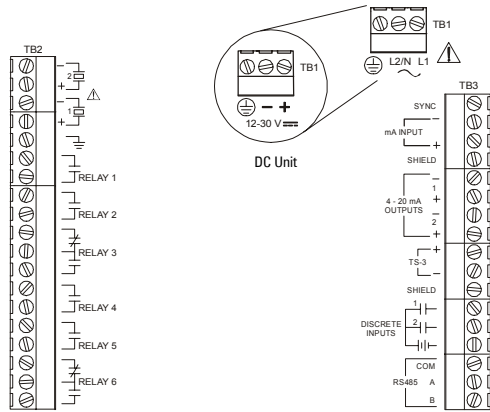 TB2
-
2
+
-
1
+
RELAY 1
RELAY 2
RELAY 3
RELAY 4
RELAY 5
RELAY 6
TB1
- +
12-30 V
DC Unit
TB1
L2/N L1
TB3
SYNC
-
mA INPUT
+
SHIELD
-
1
+
4 - 20 mA
OUTPUTS
-
2
+
+
TS-3
-
SHIELD
1
DISCRETE
INPUTS
2
COM
RS485 A
B